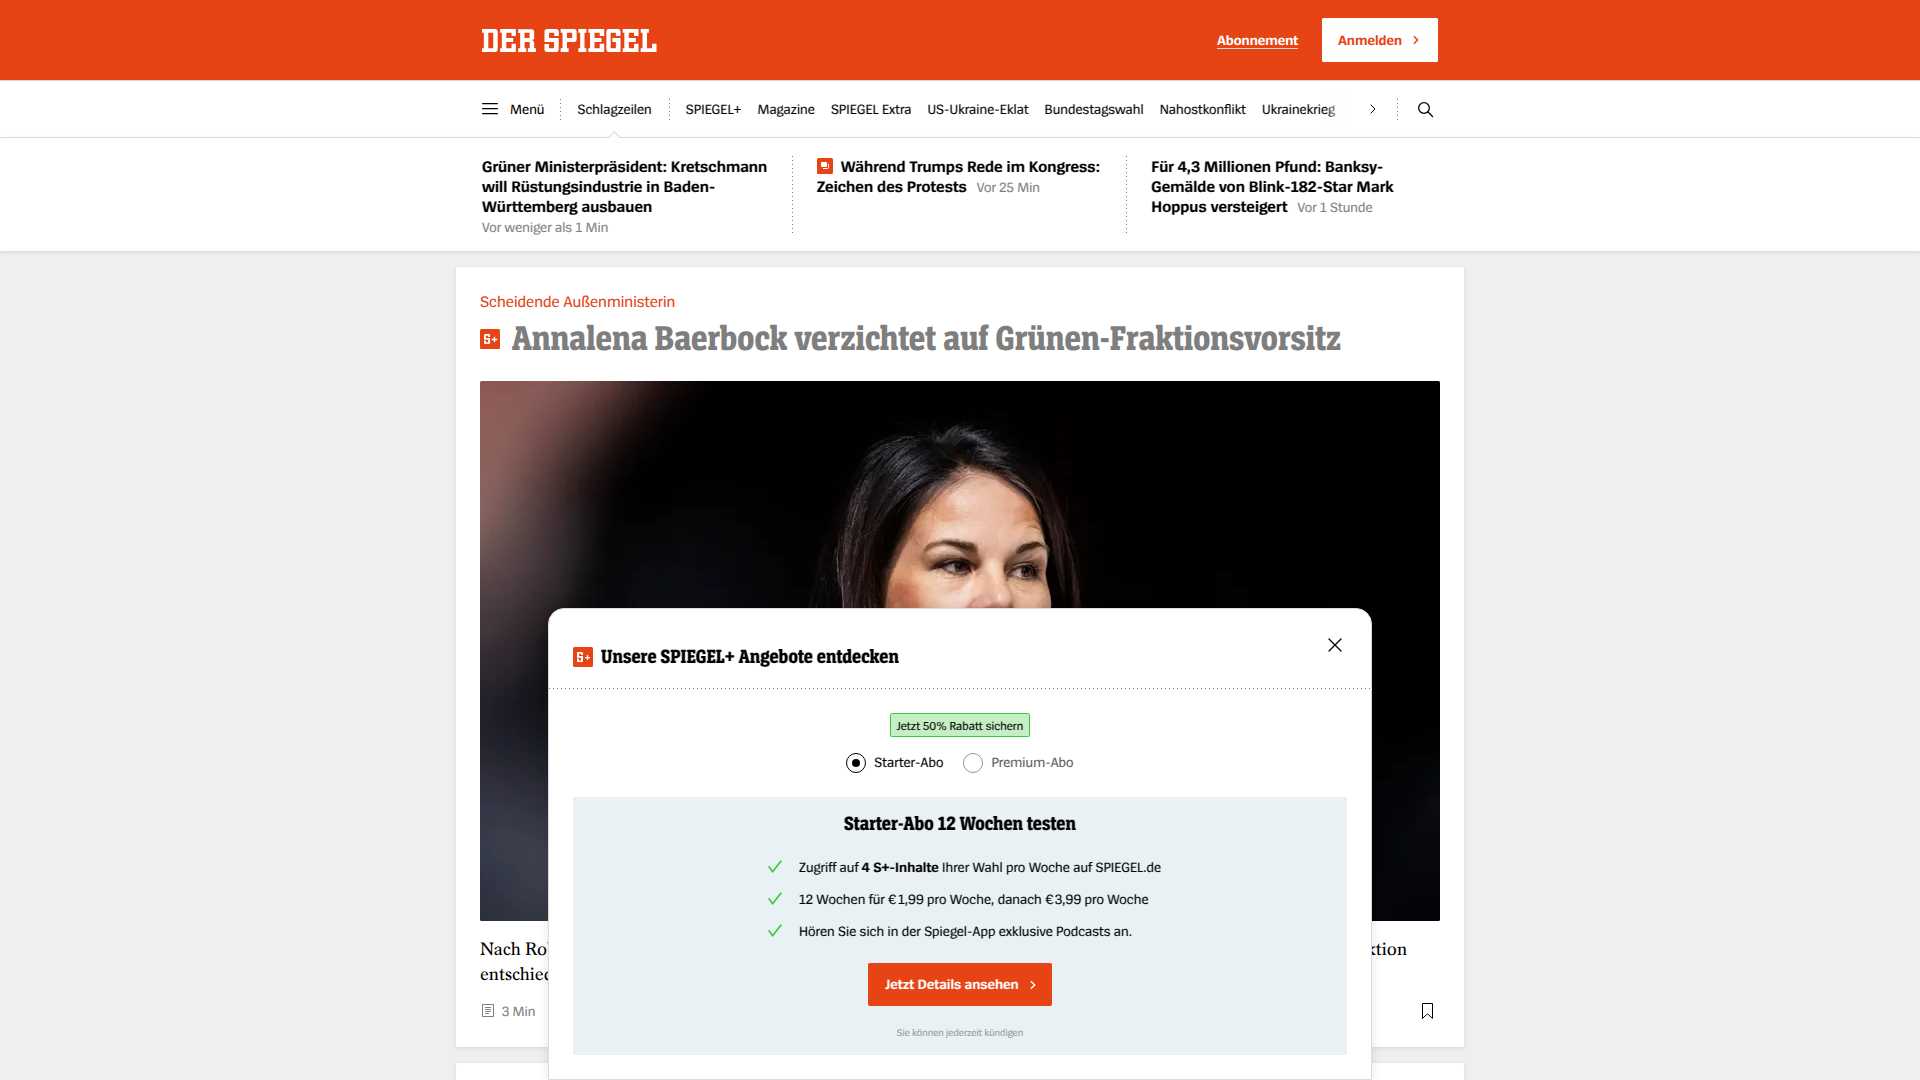 DER SPIEGEL
Abonnement
Anmelden
Menü
Schlagzeilen
SPIEGEL+
Magazine
SPIEGEL Extra
US-Ukraine-Eklat
Bundestagswahl
Nahostkonflikt
Ukrainekrieg
Grüner Ministerpräsident: Kretschmann
will Rüstungsindustrie in Baden-
Württemberg ausbauen
Vor weniger als 1 Min
Während Trumps Rede im Kongress:
Zeichen des Protests Vor 25 Min
Für 4,3 Millionen Pfund: Banksy-
Gemälde von Blink-182-Star Mark
Hoppus versteigert Vor 1 Stunde
Scheidende Außenministerin
S+ Annalena Baerbock verzichtet auf Grünen-Fraktionsvorsitz
S+ Unsere SPIEGEL+ Angebote entdecken
Jetzt 50% Rabatt sichern
Starter-Abo
Premium-Abo
Starter-Abo 12 Wochen testen
Zugriff auf 4 S+-Inhalte Ihrer Wahl pro Woche auf SPIEGEL.de
12 Wochen für €1,99 pro Woche, danach €3,99 pro Woche
Hören Sie sich in der Spiegel-App exklusive Podcasts an.
Jetzt Details ansehen
Sie können jederzeit kündigen
Nach
3 Min